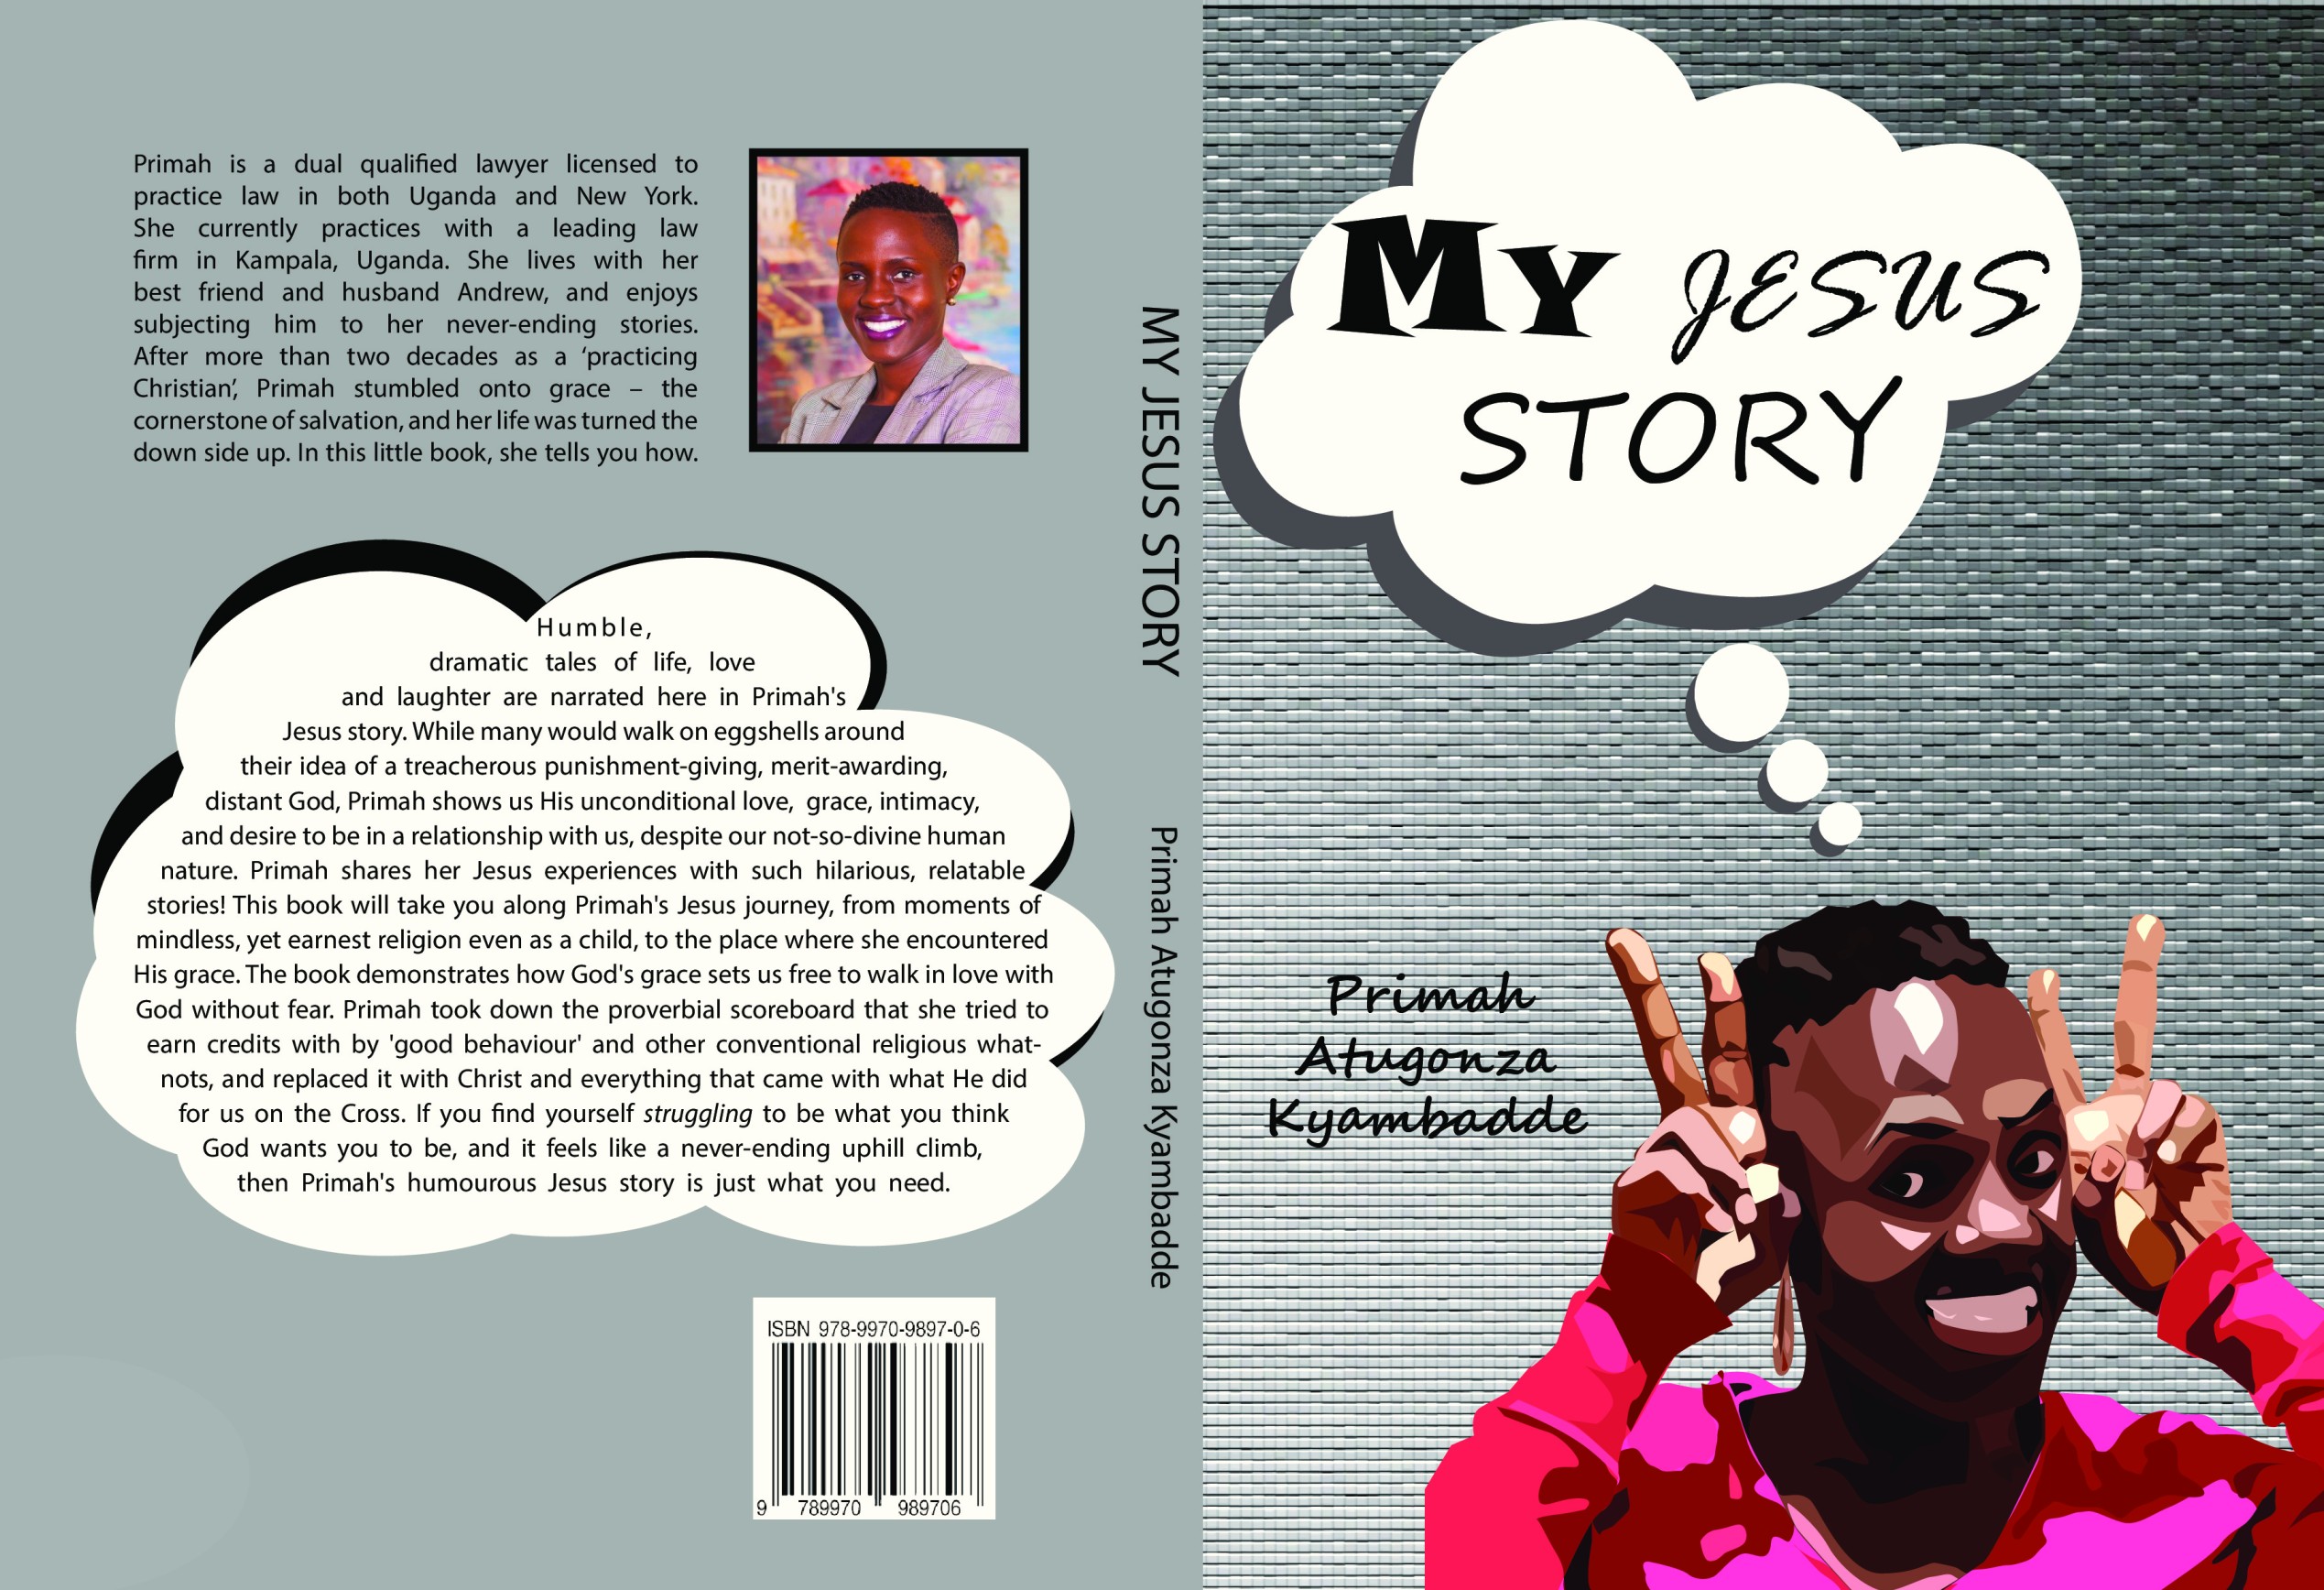 Primah is a dual qualified lawyer licensed to
practice law in both Uganda and New York.
She currently practices with a leading law
firm in Kampala, Uganda. She lives with her
best friend and husband Andrew, and enjoys
subjecting him to her never-ending stories.
After more than two decades as a ‘practicing
Christian’, Primah stumbled onto grace – the
cornerstone of salvation, and her life was turned the
down side up. In this little book, she tells you how.
Humble,
dramatic tales of life, love
and laughter are narrated here in Primah's
Jesus story. While many would walk on eggshells around
their idea of a treacherous punishment-giving, merit-awarding,
distant God, Primah shows us His unconditional love, grace, intimacy,
and desire to be in a relationship with us, despite our not-so-divine human
nature. Primah shares her Jesus experiences with such hilarious, relatable
stories! This book will take you along Primah's Jesus journey, from moments of
mindless, yet earnest religion even as a child, to the place where she encountered
His grace. The book demonstrates how God's grace sets us free to walk in love with
God without fear. Primah took down the proverbial scoreboard that she tried to
earn credits with by 'good behaviour' and other conventional religious what-
nots, and replaced it with Christ and everything that came with what He did
for us on the Cross. If you find yourself struggling to be what you think
God wants you to be, and it feels like a never-ending uphill climb,
then Primah's humourous Jesus story is just what you need.
ISBN 978-9970-9897-0-6
9 789970 989706
MY JESUS STORY
Primah Atugonza Kyambadde
MY JESUS
STORY
Primah
Atugonza
Kyambadde